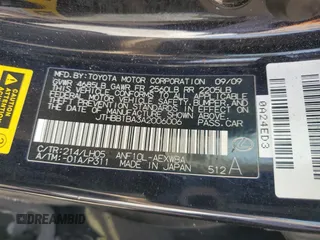 MFD. BY: TOYOTA MOTOR CORPORATION 09/09
GVWR 4685LB GAWR FR 2560LB RR 2205LB
THIS VEHICLE CONFORMS TO ALL APPLICABLE
FEDERAL MOTOR VEHICLE SAFETY, BUMPER,
AND THEFT PREVENTION STANDARDS IN EFFECT
ON THE DATE OF MANUFACTURE SHOWN ABOVE.
PASS. CAR
C/TR:214/LH05 ANF10L-AEXWBA
A/TM:-01A/P311 MADE IN JAPAN 512 A
0A24ED3
DREAMBID